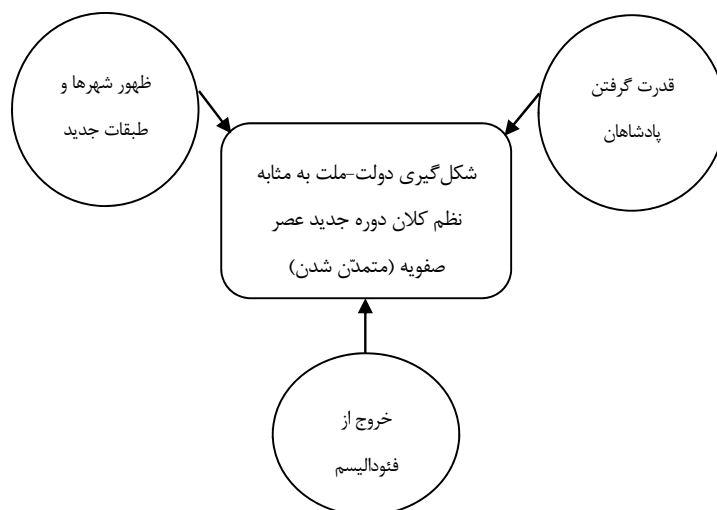 قدرت گرفتن
پادشاهان
ظهور شهرها و
طبقات جدید
شکل‌گیری دولت-ملت به مثابه
نظم کلان دوره جدید عصر
صفویه (متمدّن شدن)
خروج از
فئودالیسم